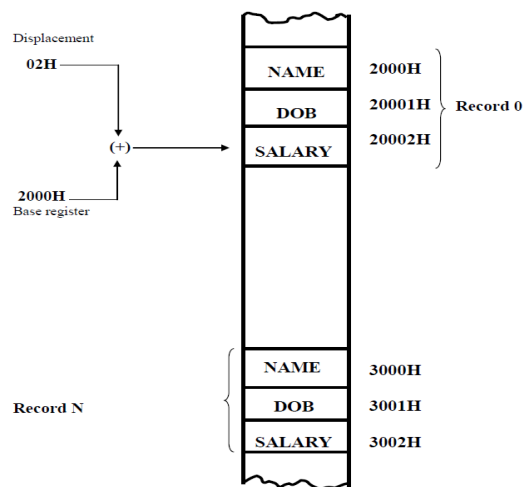 Displacement
02H
(+)
2000H
Base register
NAME 2000H
DOB 20001H
SALARY 20002H
Record 0
Record N
NAME 3000H
DOB 3001H
SALARY 3002H